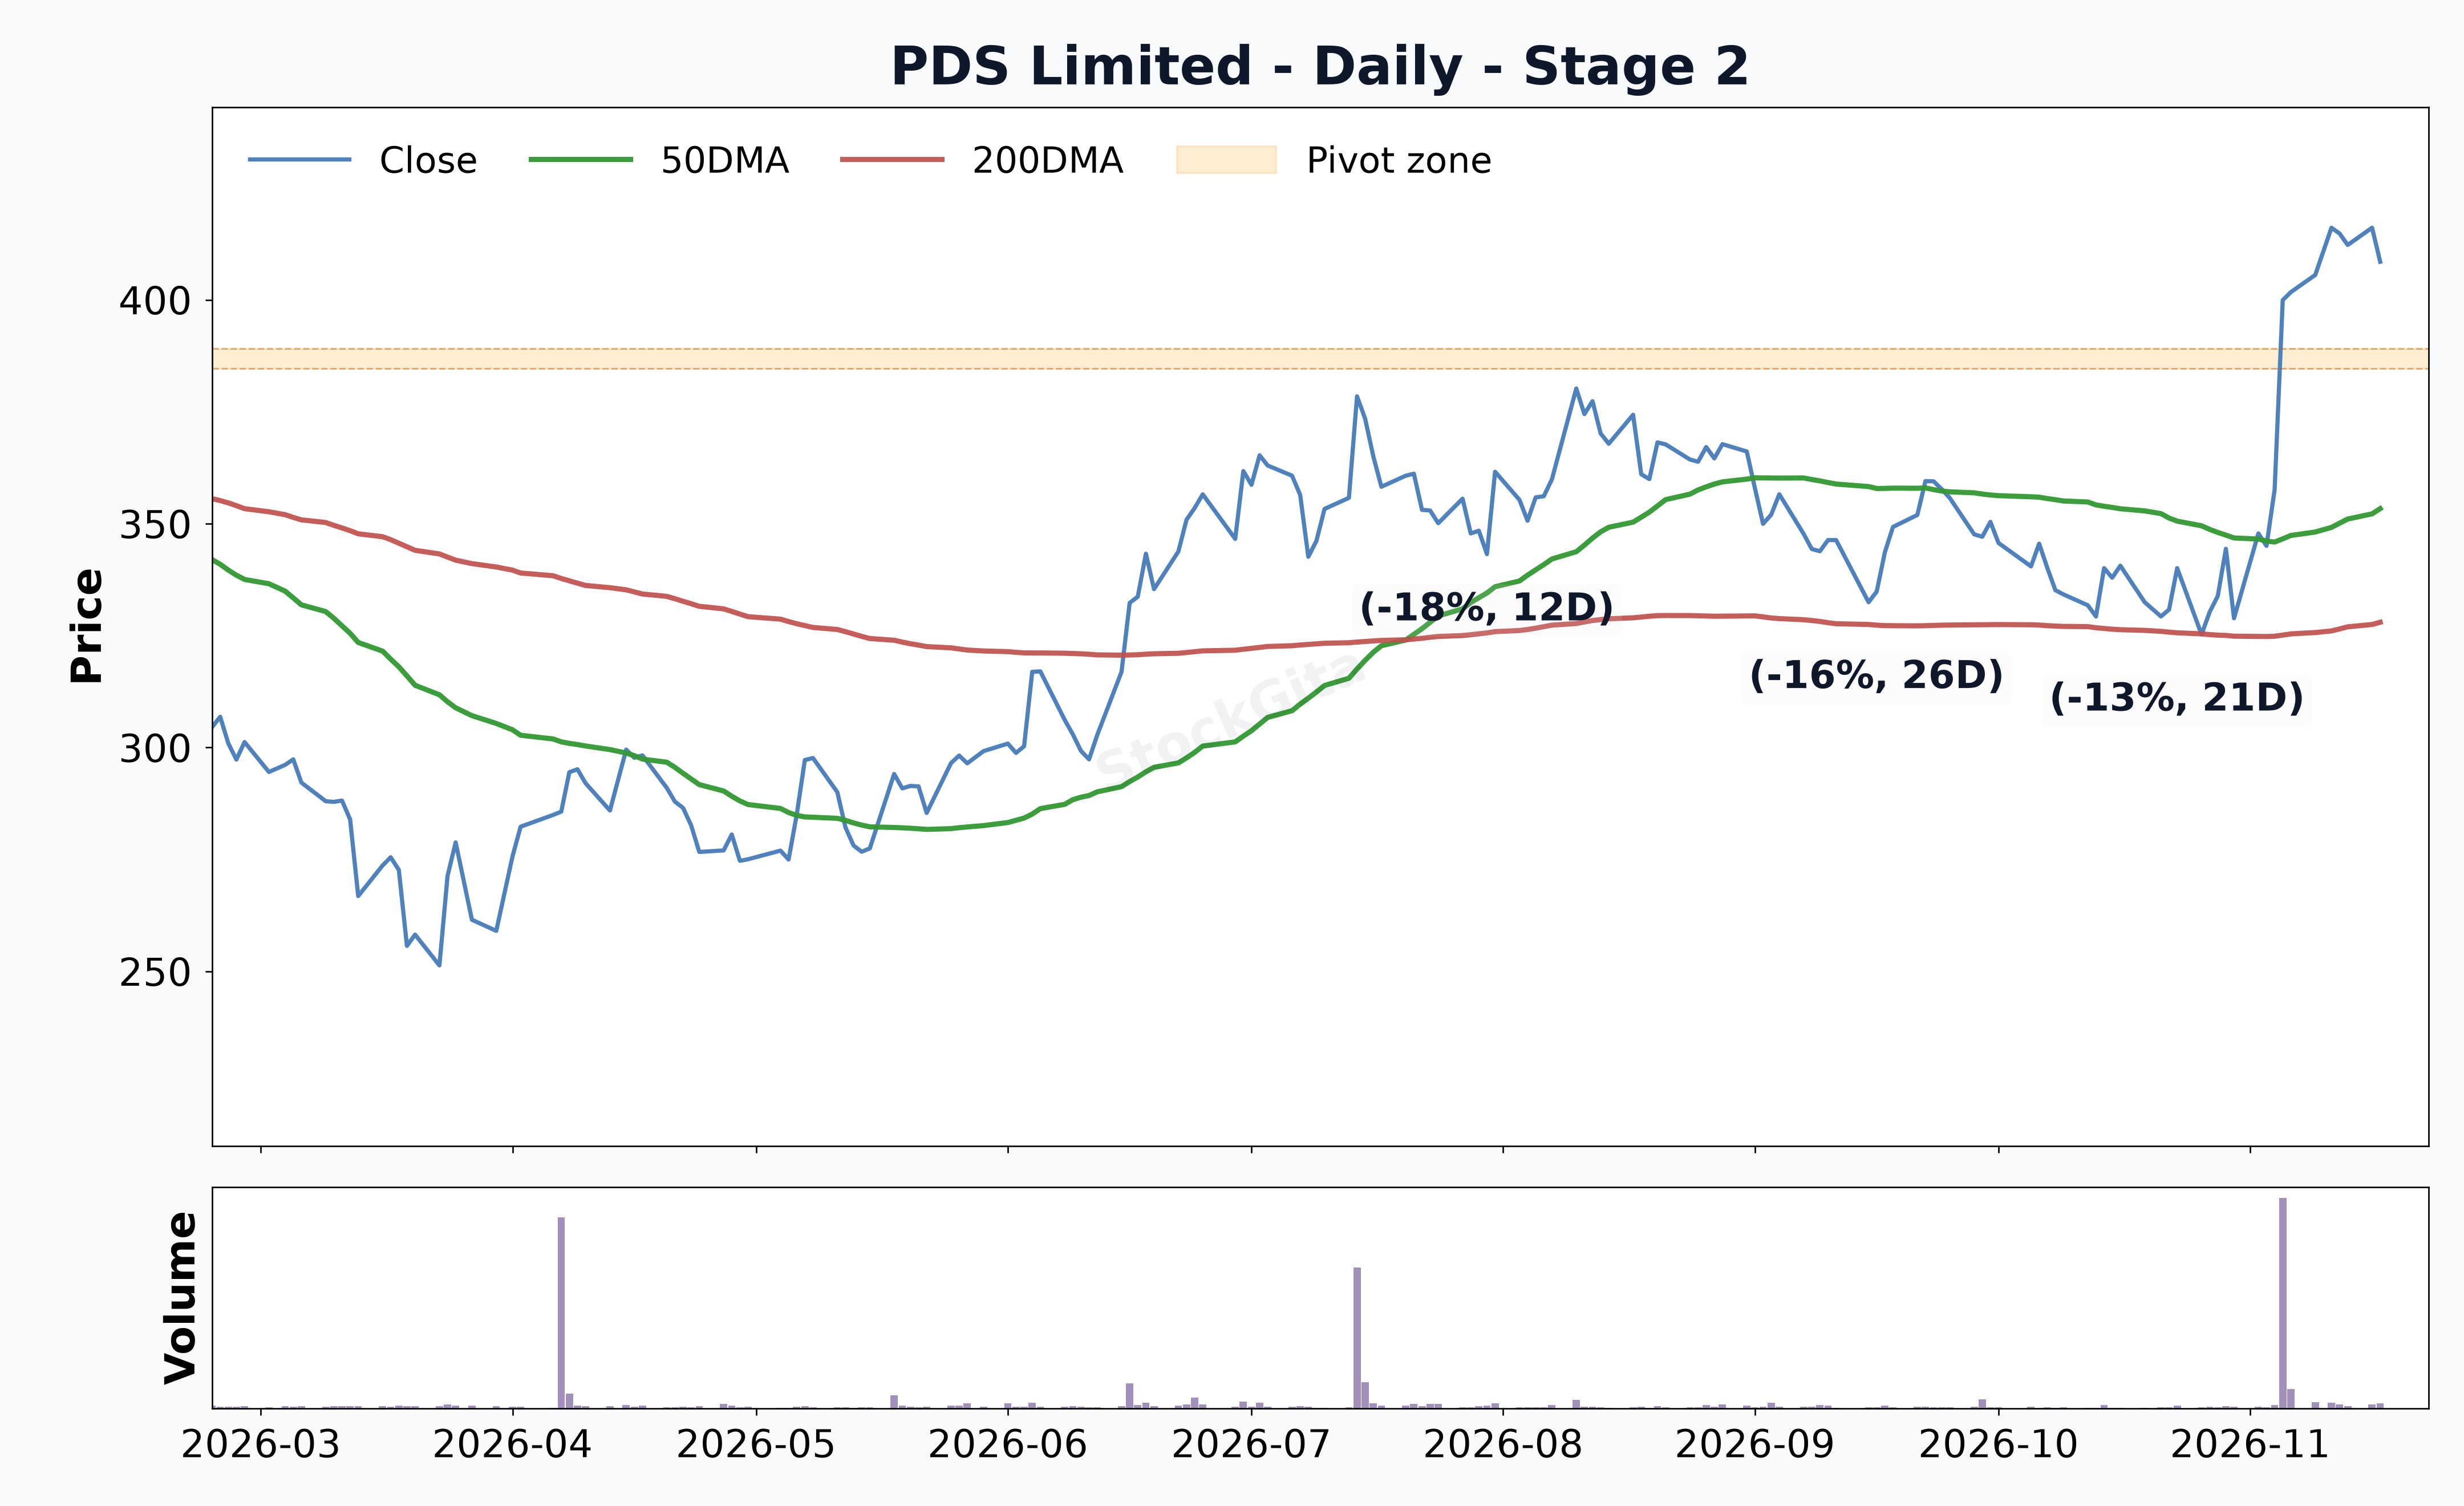 PDS Limited - Daily - Stage 2
Close 50DMA 200DMA Pivot zone
400
350
300
250
Price
(-18%, 12D)
(-16%, 26D)
(-13%, 21D)
StockGita
Volume
2026-03 2026-04 2026-05 2026-06 2026-07 2026-08 2026-09 2026-10 2026-11